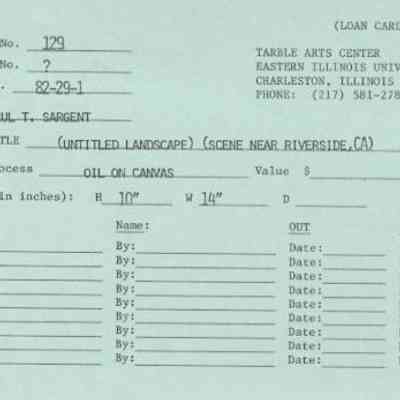 (LOAN CARD
No. 129
TARBLE ARTS CENTER
No. ?
EASTERN ILLINOIS UNIV
. 82-29-1
CHARLESTON, ILLINOIS
PHONE: (217) 581-278
UL T. SARGENT
TLE (UNTITLED LANDSCAPE) (SCENE NEAR RIVERSIDE,CA)
ocess OIL ON CANVAS Value $
in inches): H 10" W 14" D
Name: OUT
By: Date:
By: Date:
By: Date:
By: Date:
By: Date:
By: Date:
By: Date:
By: Date:
By: Date: